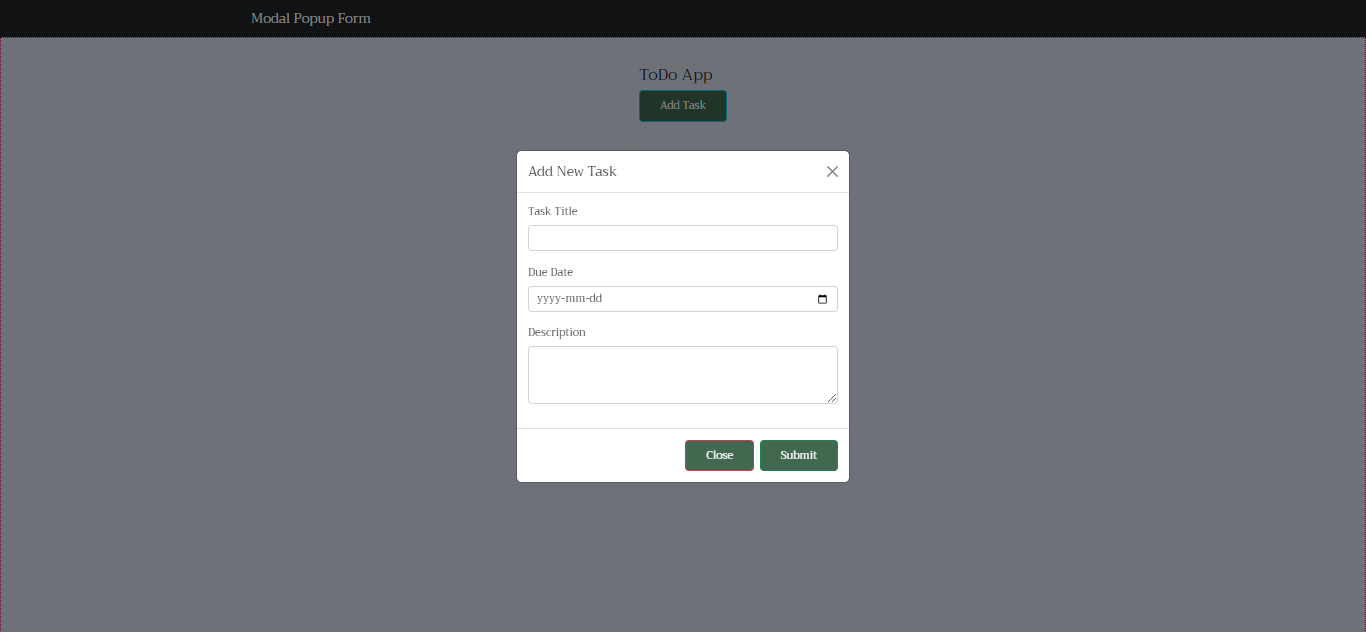 Modal Popup Form
ToDo App
Add Task
Add New Task
Task Title
Due Date
yyyy-mm-dd
Description
Close Submit